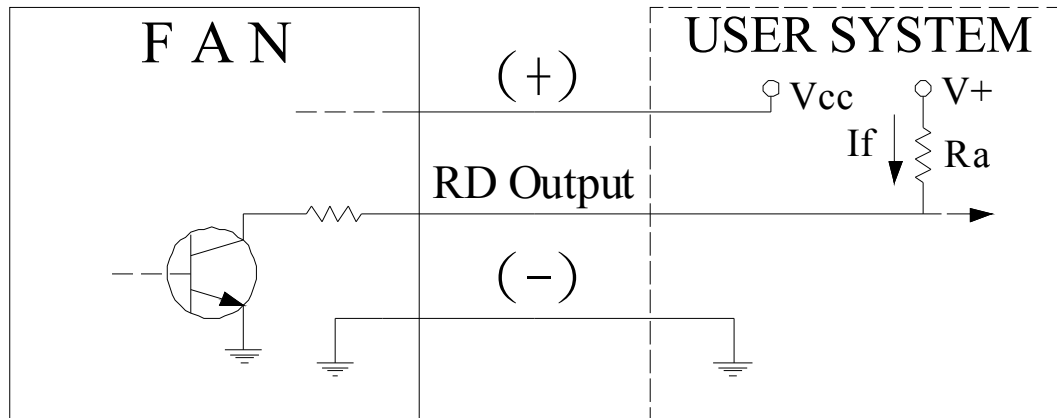 F A N
USER SYSTEM
(+)
Vcc
V+
If
Ra
RD Output
(-)